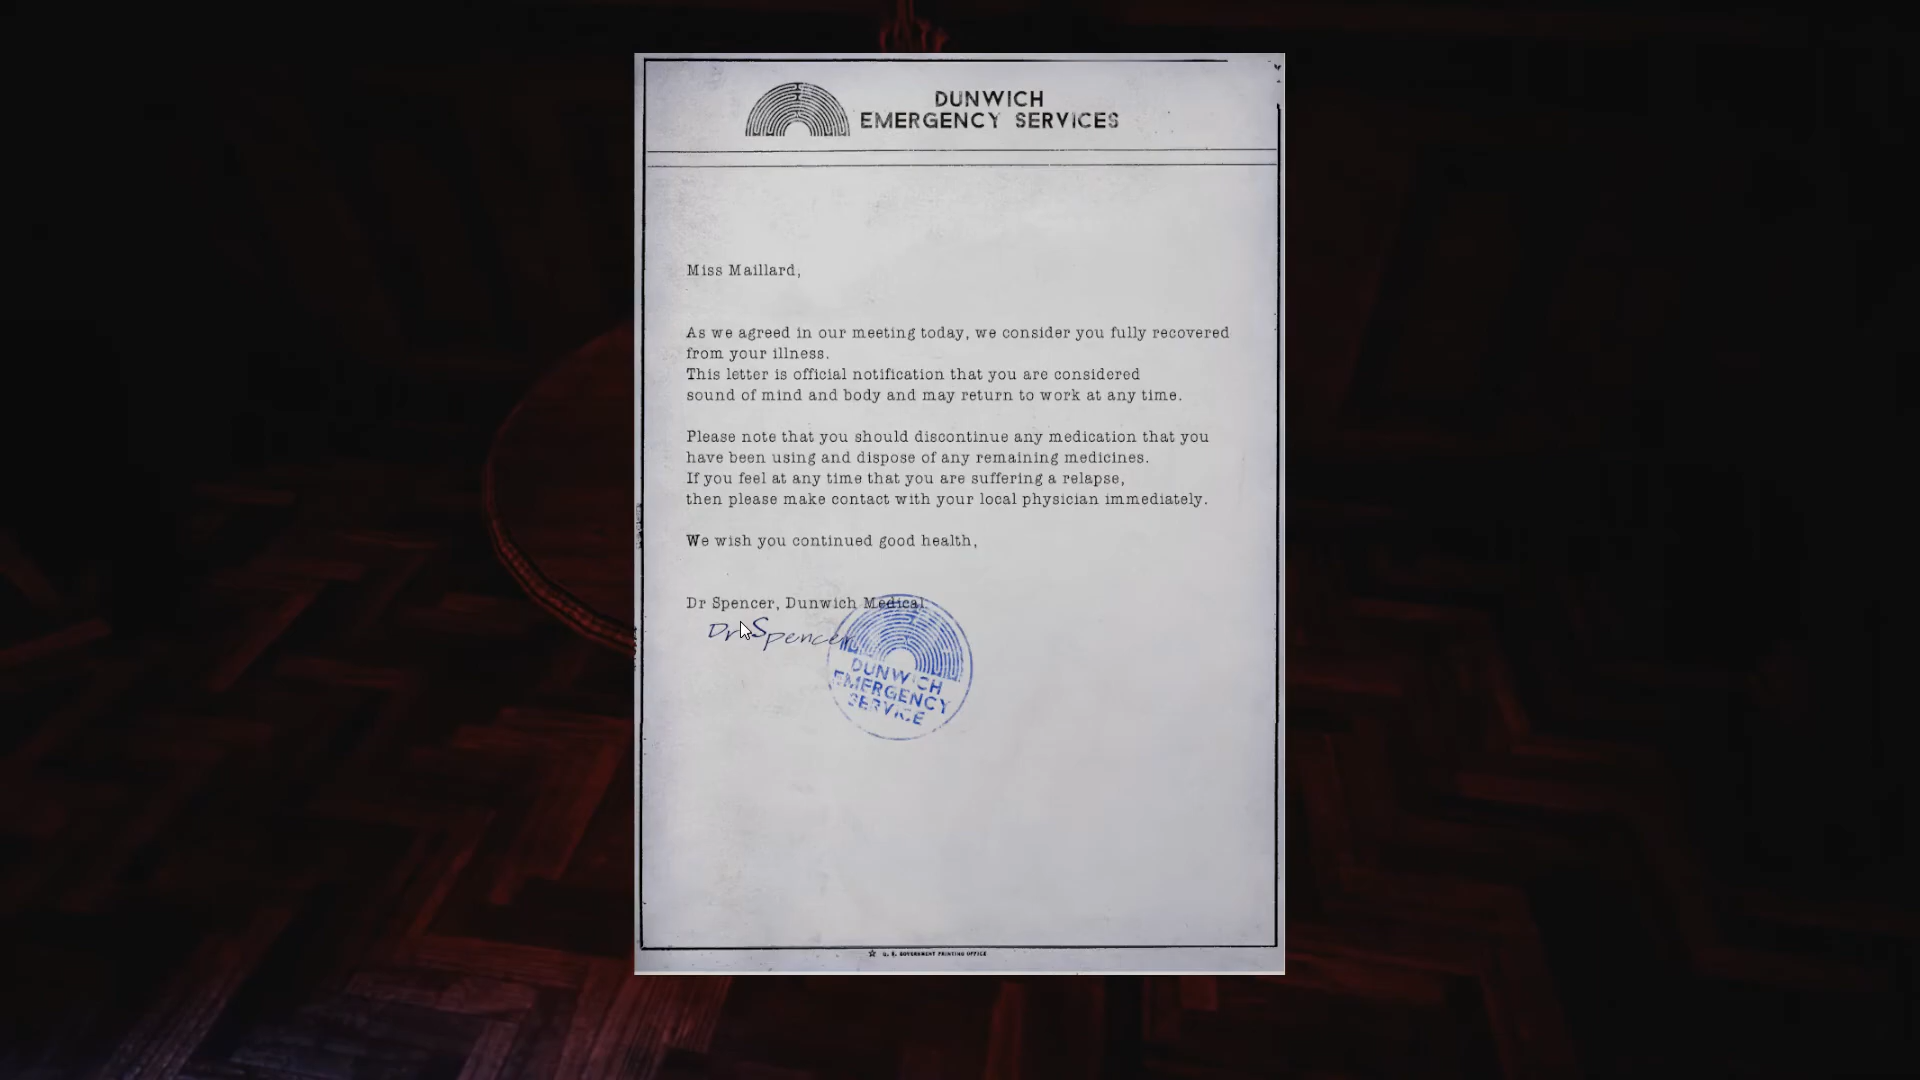 DUNWICH
EMERGENCY SERVICES
Miss Maillard,
As we agreed in our meeting today, we consider you fully recovered
from your illness.
This letter is official notification that you are considered
sound of mind and body and may return to work at any time.
Please note that you should discontinue any medication that you
have been using and dispose of any remaining medicines.
If you feel at any time that you are suffering a relapse,
then please make contact with your local physician immediately.
We wish you continued good health,
Dr Spencer, Dunwich Medical
Dr Spencer
DUNWICH
EMERGENCY
SERVICE
☆ U. S. GOVERNMENT PRINTING OFFICE